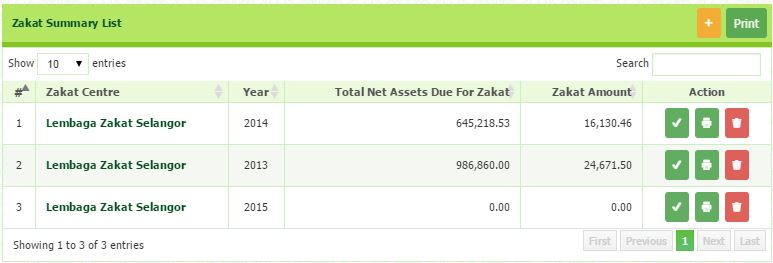 Zakat Summary List + Print
Show 10 entries Search
# Zakat Centre Year Total Net Assets Due For Zakat Zakat Amount Action
1 Lembaga Zakat Selangor 2014 645,218.53 16,130.46
2 Lembaga Zakat Selangor 2013 986,860.00 24,671.50
3 Lembaga Zakat Selangor 2015 0.00 0.00
Showing 1 to 3 of 3 entries First Previous 1 Next Last